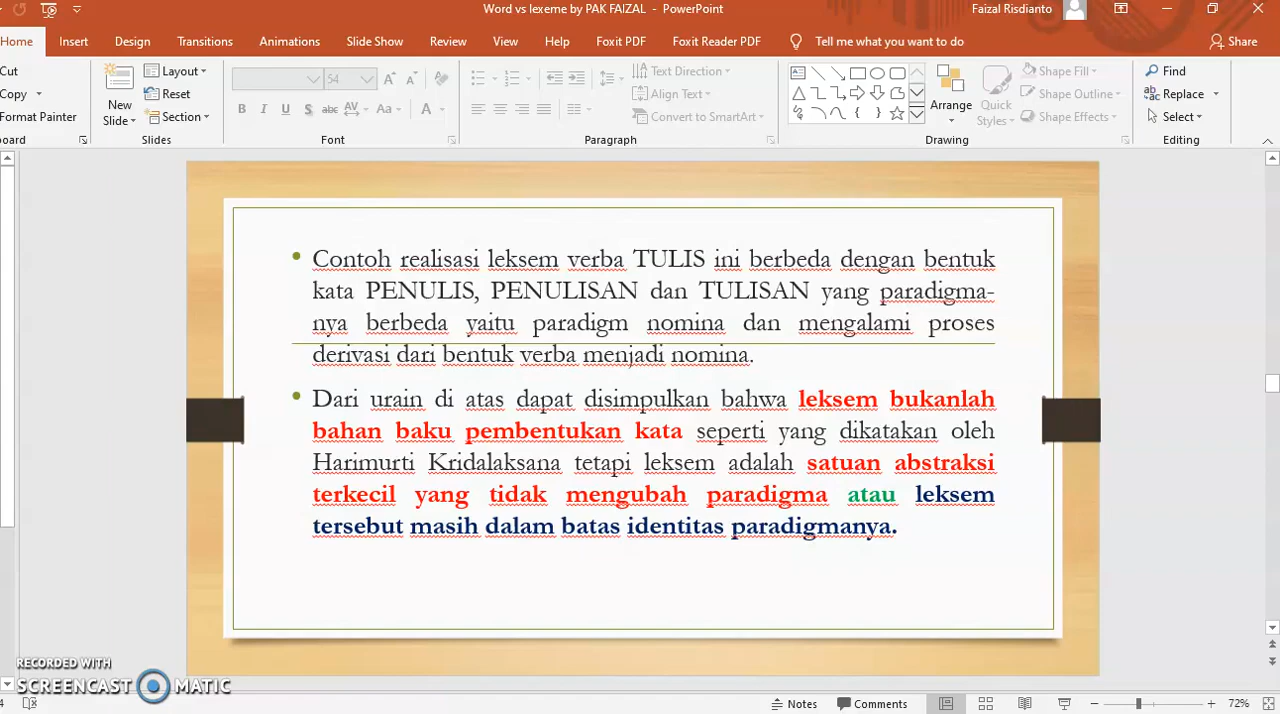 Word vs lexeme by PAK FAIZAL - PowerPoint
Faizal Risdianto
Home Insert Design Transitions Animations Slide Show Review View Help Foxit PDF Foxit Reader PDF Tell me what you want to do Share
Cut
Copy
Format Painter
New
Slide
Layout
Reset
Section
54
B I U S abc AV Aa A
Text Direction
Align Text
Convert to SmartArt
Arrange
Quick
Styles
Shape Fill
Shape Outline
Shape Effects
Find
Replace
Select
Slides Font Paragraph Drawing Editing
• Contoh realisasi leksem verba TULIS ini berbeda dengan bentuk
kata PENULIS, PENULISAN dan TULISAN yang paradigma-
nya berbeda yaitu paradigm nomina dan mengalami proses
derivasi dari bentuk verba menjadi nomina.
• Dari urain di atas dapat disimpulkan bahwa leksem bukanlah
bahan baku pembentukan kata seperti yang dikatakan oleh
Harimurti Kridalaksana tetapi leksem adalah satuan abstraksi
terkecil yang tidak mengubah paradigma atau leksem
tersebut masih dalam batas identitas paradigmanya.
RECORDED WITH
SCREENCAST MATIC
Notes Comments 72%